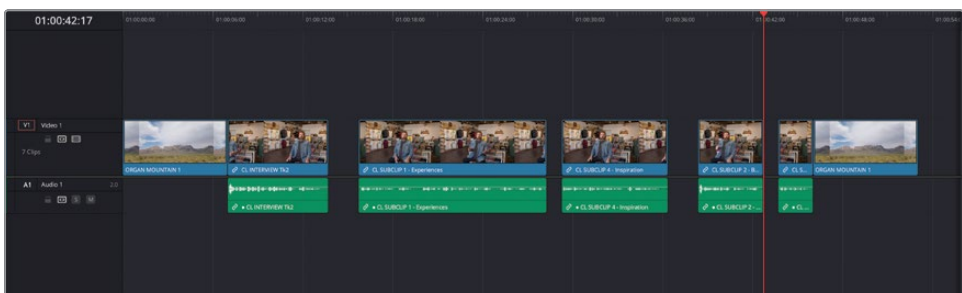 01:00:42:17
01:00:00:00 01:00:06:00 01:00:12:00 01:00:18:00 01:00:24:00 01:00:30:00 01:00:36:00 01:00:42:00 01:00:48:00
V1 Video 1
7 Clips
ORGAN MOUNTAIN 1 CL INTERVIEW Tk2 CL SUBCLIP 1 - Experiences CL SUBCLIP 4 - Inspiration CL SUBCLIP 2 - B... CL S... ORGAN MOUNTAIN 1
A1 Audio 1 2.0
S M
• CL INTERVIEW Tk2 • CL SUBCLIP 1 - Experiences • CL SUBCLIP 4 - Inspiration • CL SUBCLIP 2 - ... • CL ...